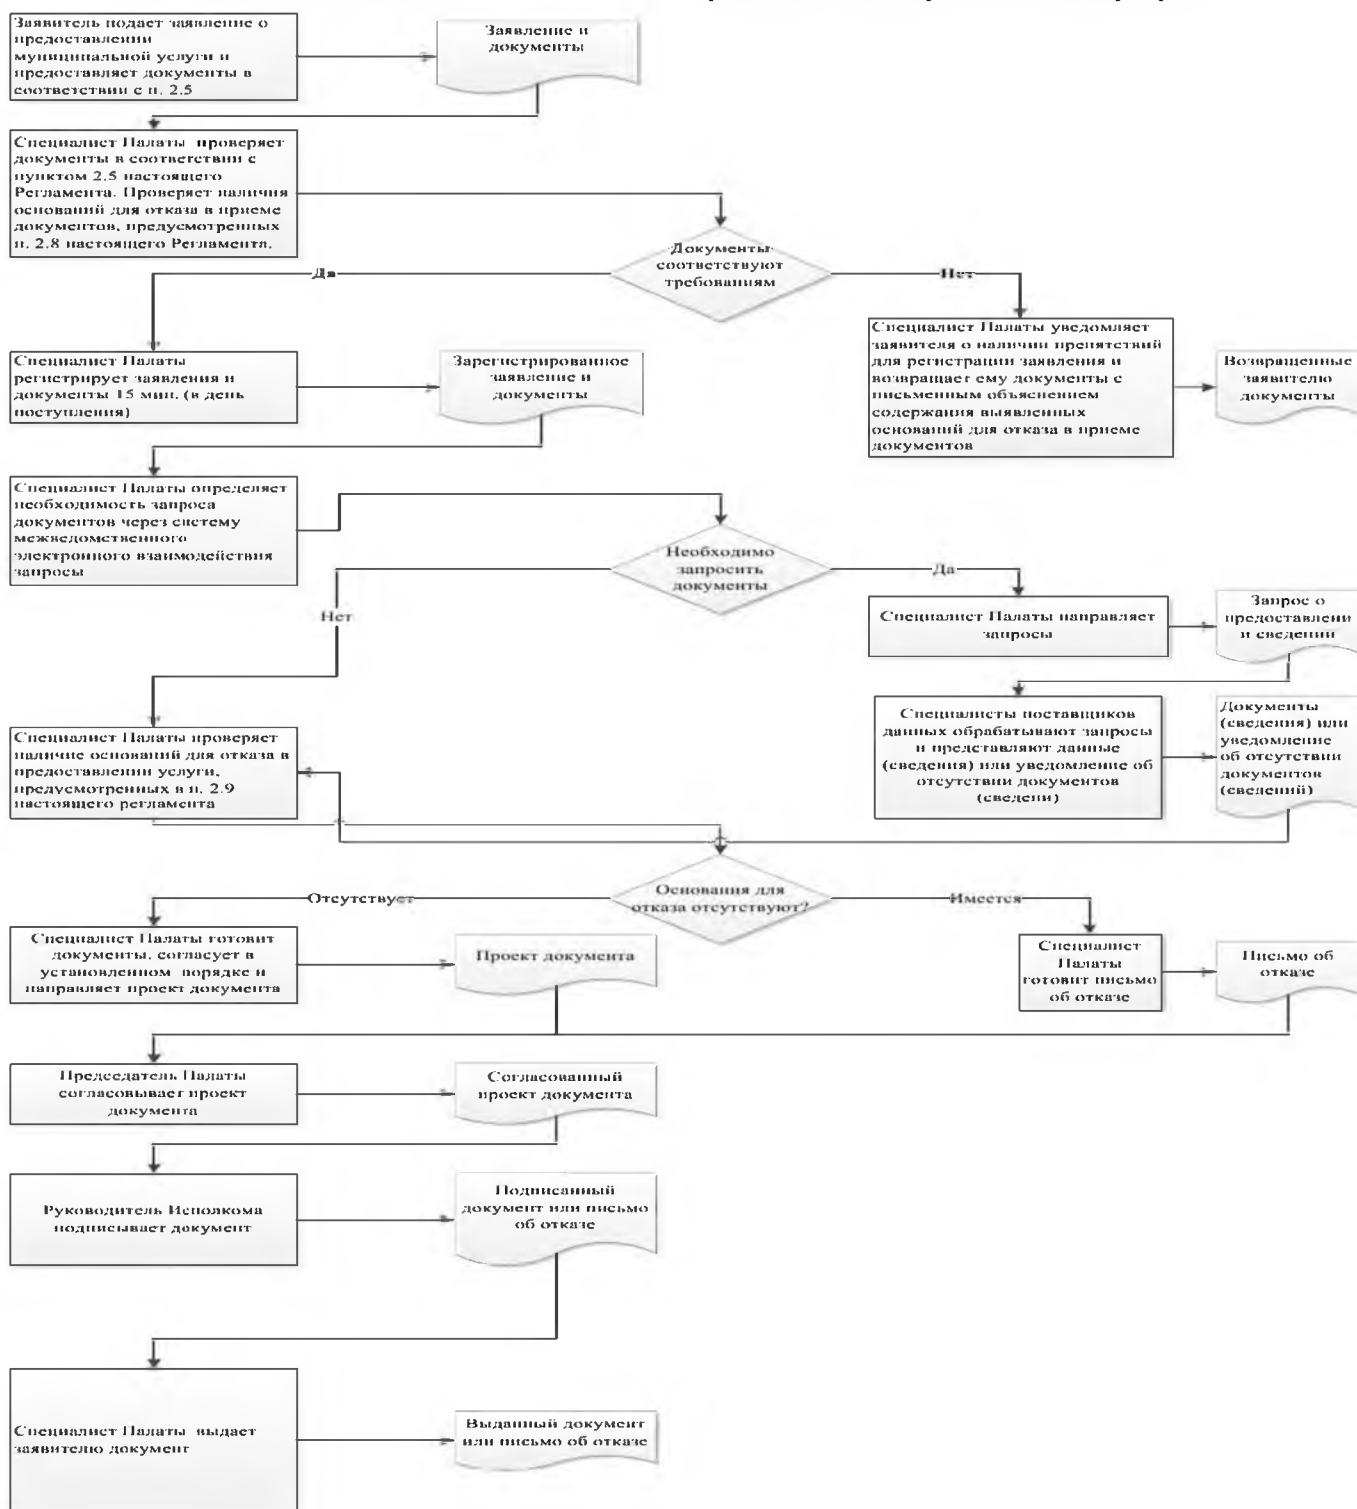 Заявитель подает заявление о
предоставлении
муниципальной услуги и
предоставляет документы в
соответствии с п. 2.5
Заявление и
документы
Специалист Палаты проверяет
документы в соответствии с
пунктом 2.5 настоящего
Регламента. Проверяет наличия
оснований для отказа в приеме
документов, предусмотренных
п. 2.8 настоящего Регламента.
Документы
соответствуют
требованиям
Да
Нет
Специалист Палаты
регистрирует заявления и
документы 15 мин. (в день
поступления)
Зарегистрированное
заявление и
документы
Специалист Палаты уведомляет
заявителя о наличии препятствий
для регистрации заявления и
возвращает ему документы с
письменным объяснением
содержания выявленных
оснований для отказа в приеме
документов
Возвращенные
заявителю
документы
Специалист Палаты определяет
необходимость запроса
документов через систему
межведомственного
электронного взаимодействия
запросы
Необходимо
запросить
документы
Да
Нет
Специалист Палаты направляет
запросы
Запрос о
предоставлени
и сведений
Специалисты поставщиков
данных обрабатывают запросы
и представляют данные
(сведения) или уведомление об
отсутствии документов
(сведени)
Документы
(сведения) или
уведомление
об отсутствии
документов
(сведений)
Специалист Палаты проверяет
наличие оснований для отказа в
предоставлении услуги,
предусмотренных в п. 2.9
настоящего регламента
Основания для
отказа отсутствуют?
Отсутствует
Имеется
Специалист Палаты готовит
документы, согласует в
установленном порядке и
направляет проект документа
Проект документа
Специалист
Палаты
готовит письмо
об отказе
Письмо об
отказе
Председатель Палаты
согласовывает проект
документа
Согласованный
проект документа
Руководитель Исполкома
подписывает документ
Подписанный
документ или письмо
об отказе
Специалист Палаты выдает
заявителю документ
Выданный документ
или письмо об отказе